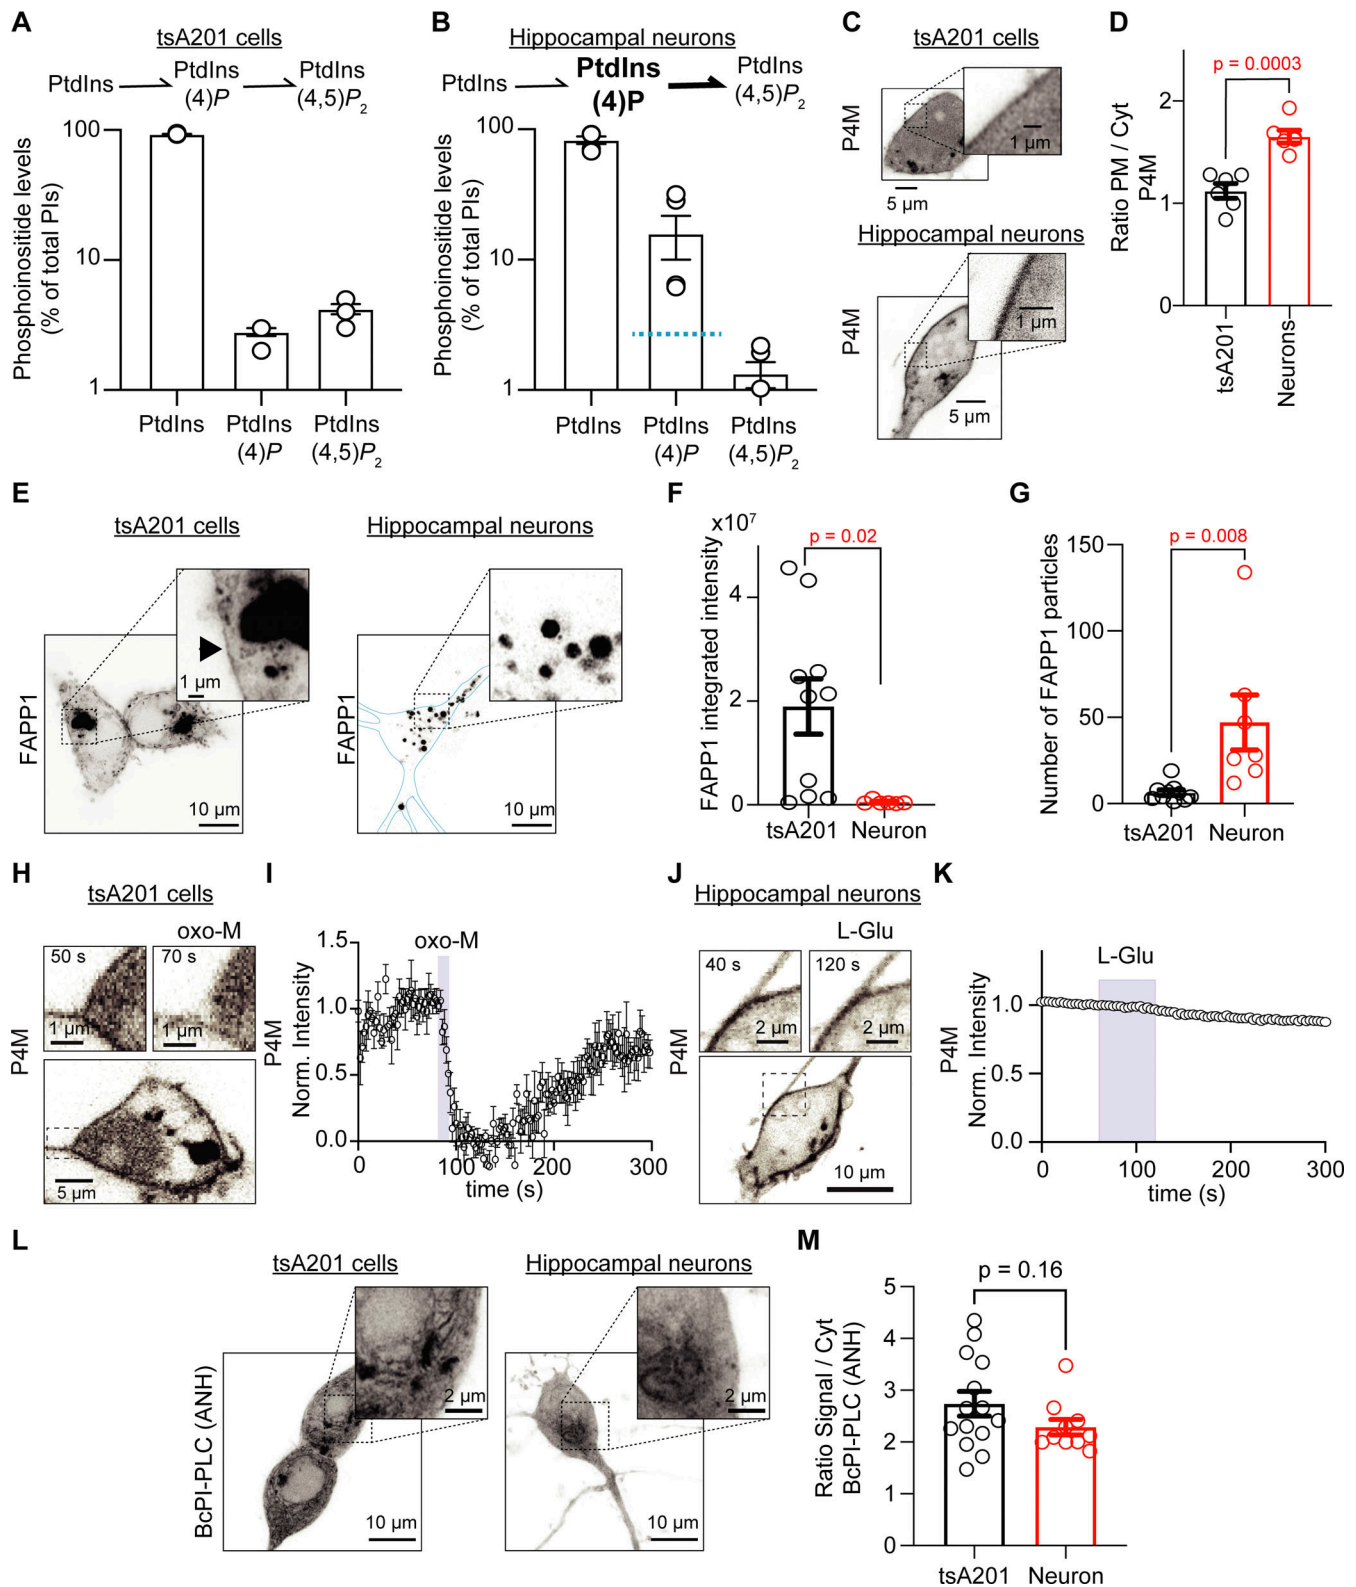 A
tsA201 cells
PtdIns
PtdIns
(4)P
PtdIns
(4,5)P2
Phosphoinositide levels
(% of total PIs)
100
10
1
PtdIns
PtdIns
(4)P
PtdIns
(4,5)P2
B
Hippocampal neurons
PtdIns
PtdIns
(4)P
PtdIns
(4,5)P2
Phosphoinositide levels
(% of total PIs)
100
10
1
PtdIns
PtdIns
(4)P
PtdIns
(4,5)P2
C
tsA201 cells
P4M
1 µm
5 µm
Hippocampal neurons
P4M
1 µm
5 µm
D
p = 0.0003
Ratio PM / Cyt
P4M
2
1
0
tsA201
Neurons
E
tsA201 cells
FAPP1
1 µm
10 µm
Hippocampal neurons
FAPP1
10 µm
F
x10⁷
p = 0.02
FAPP1 integrated intensity
4
2
0
tsA201
Neuron
G
p = 0.008
Number of FAPP1 particles
150
100
50
0
tsA201
Neuron
H
tsA201 cells
oxo-M
P4M
50 s
1 µm
70 s
1 µm
5 µm
I
oxo-M
P4M
Norm. Intensity
1.5
1.0
0.5
0.0
0
100
200
300
time (s)
J
Hippocampal neurons
L-Glu
P4M
40 s
2 µm
120 s
2 µm
10 µm
K
L-Glu
P4M
Norm. Intensity
1.0
0.5
0.0
0
100
200
300
time (s)
L
tsA201 cells
BcPI-PLC (ANH)
2 µm
10 µm
Hippocampal neurons
2 µm
10 µm
M
p = 0.16
Ratio Signal / Cyt
BcPI-PLC (ANH)
5
4
3
2
1
0
tsA201
Neuron